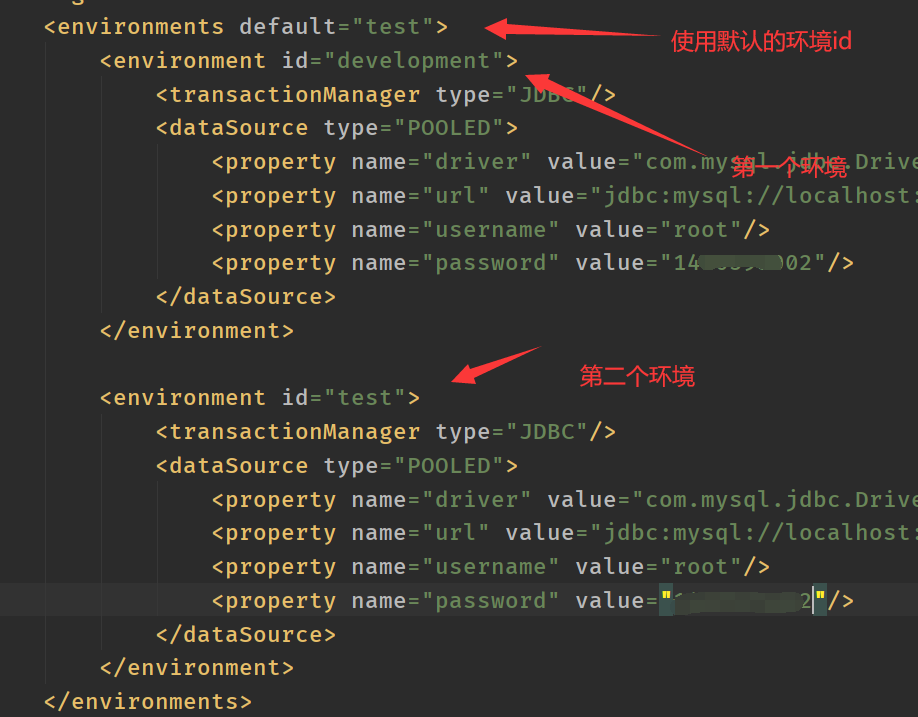 <environments default="test">
使用默认的环境id
<environment id="development">
<transactionManager type="JDBC"/>
<dataSource type="POOLED">
<property name="driver" value="com.mysql.jdbc.Drive
第一个环境
<property name="url" value="jdbc:mysql://localhost:
<property name="username" value="root"/>
<property name="password" value="14 002"/>
</dataSource>
</environment>
第二个环境
<environment id="test">
<transactionManager type="JDBC"/>
<dataSource type="POOLED">
<property name="driver" value="com.mysql.jdbc.Drive
<property name="url" value="jdbc:mysql://localhost:
<property name="username" value="root"/>
<property name="password" value=" 2"/>
</dataSource>
</environment>
</environments>